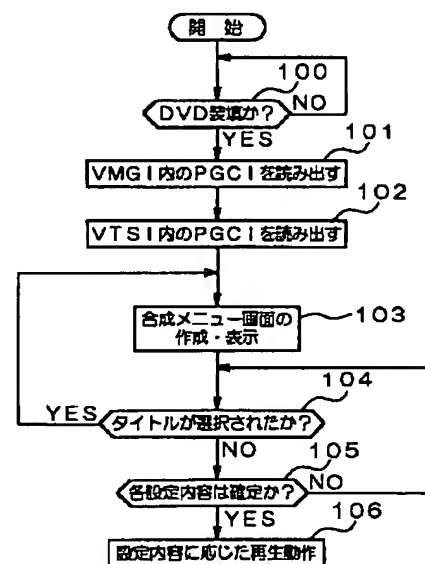 開始
100
DVD装填か?
NO
YES
101
VMGI内のPGCIを読み出す
102
VTSI内のPGCIを読み出す
合成メニュー画面の
作成・表示
103
104
YES
タイトルが選択されたか?
NO
105
各設定内容は確定か?
NO
YES
106
設定内容に応じた再生動作